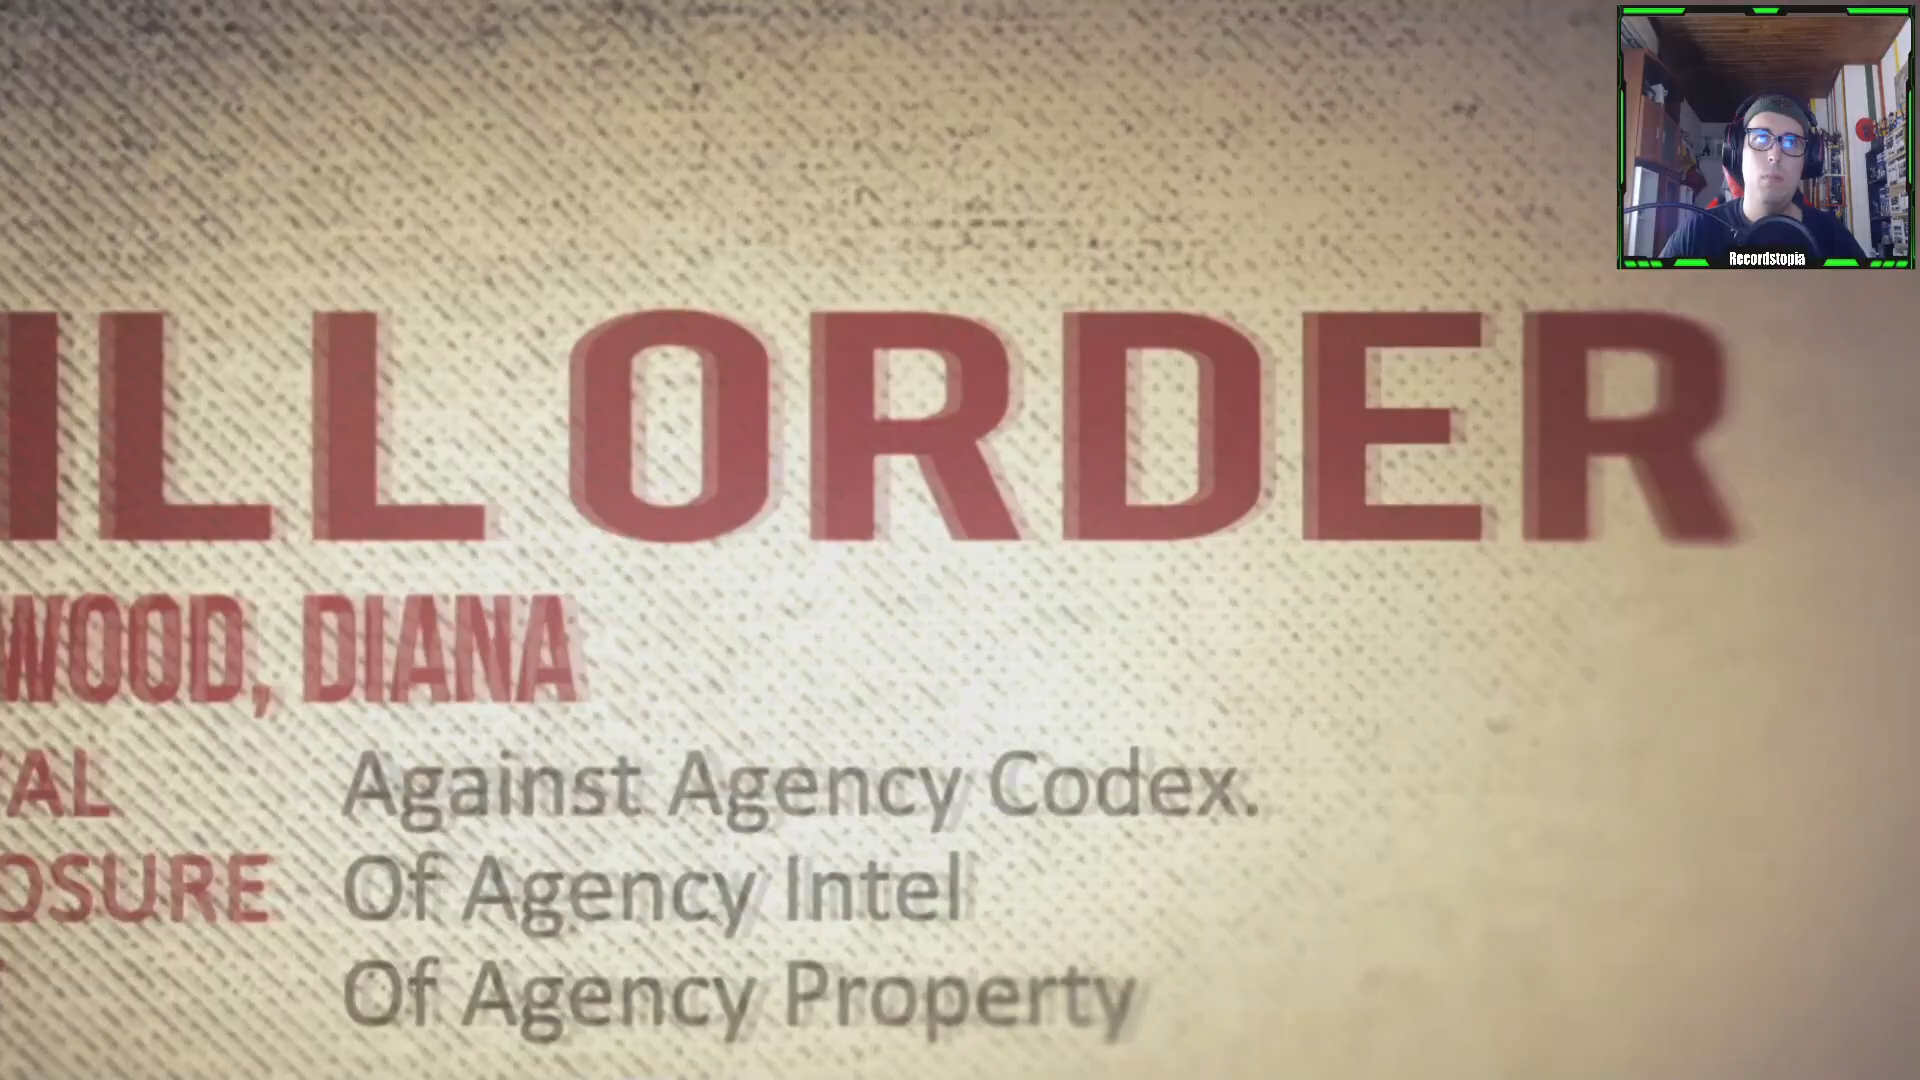 ILL ORDER
WOOD, DIANA
AL Against Agency Codex.
OSURE Of Agency Intel
Of Agency Property
Recordstopia